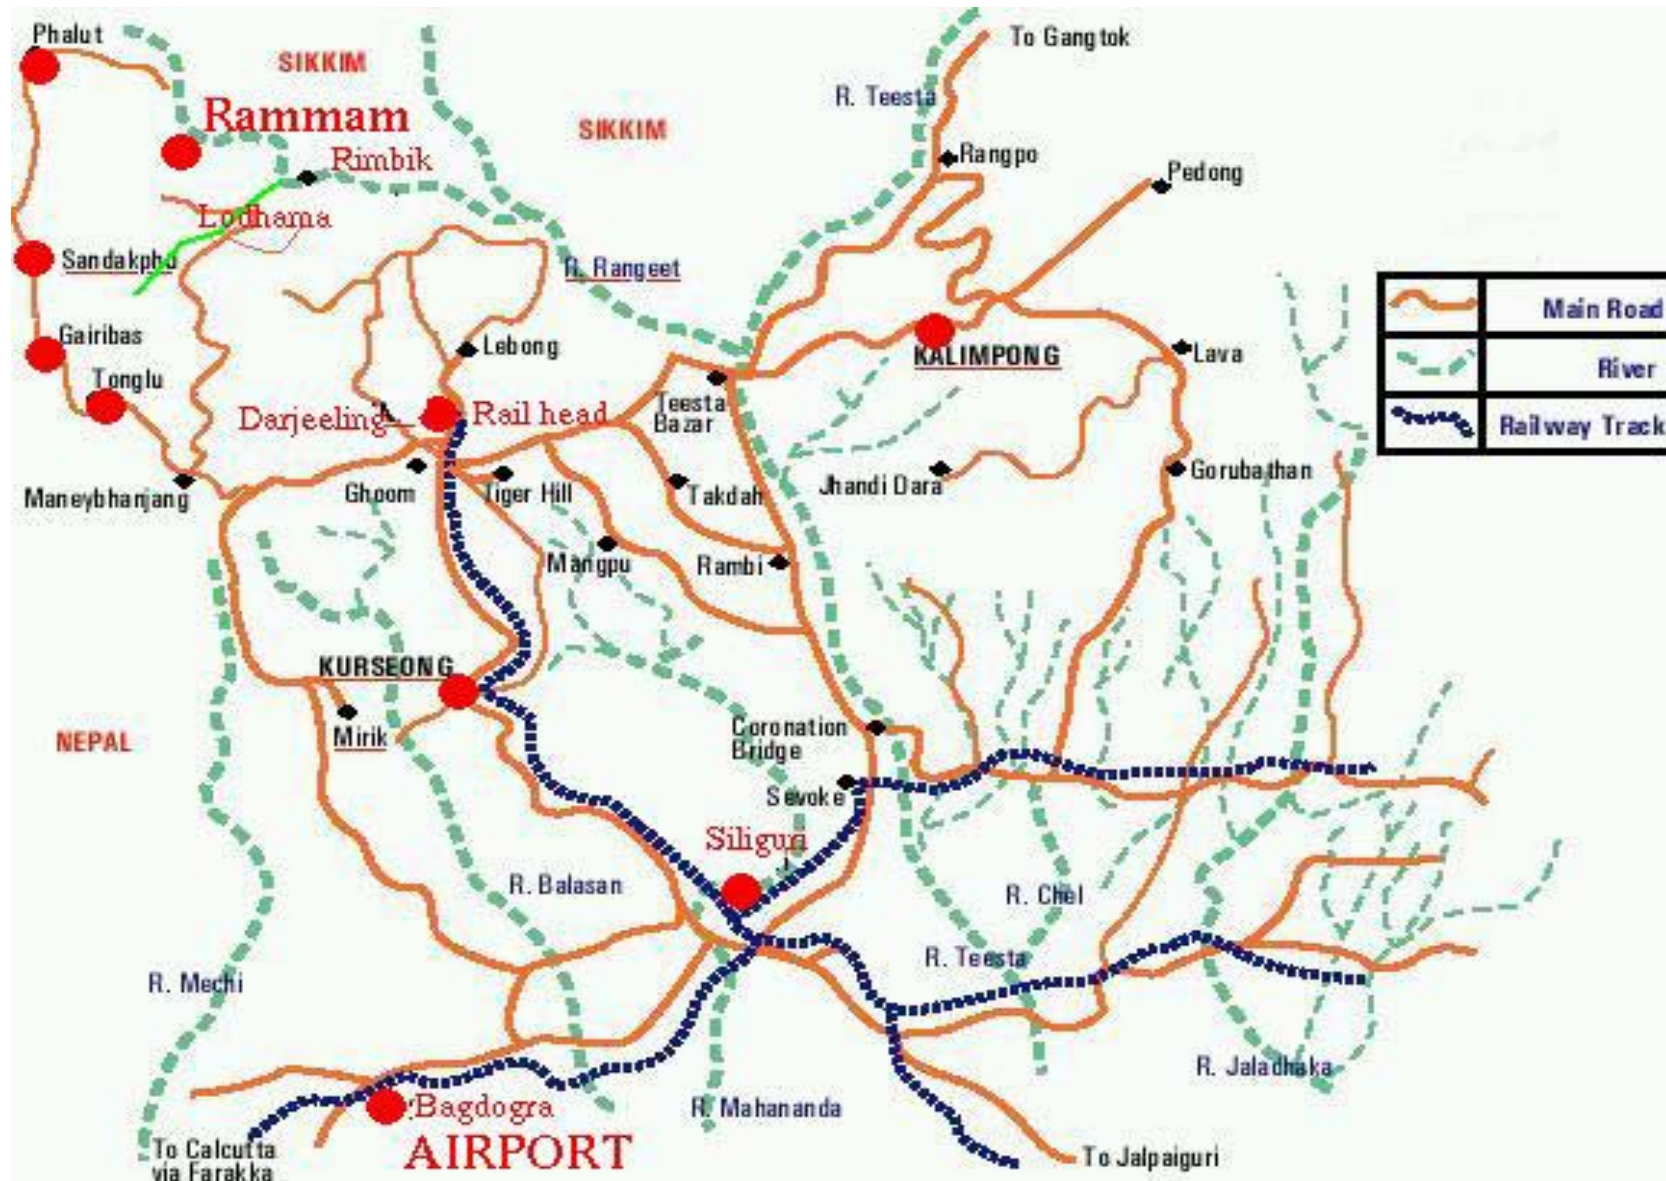 Phalut
SIKKIM
To Gangtok
R. Teesta
Rammam
SIKKIM
Rimbik
Rangpo
Pedong
Lodhama
Sandakphu
R. Rangeet
Main Road
Gairibas
Lebong
KALIMPONG
Lava
River
Tonglu
Darjeeling
Rail head
Teesta
Bazar
Railway Track
Maneybhanjang
Ghoom
Tiger Hill
Takdah
Jhandi Dara
Gorubathan
Mangpu
Rambi
KURSEONG
NEPAL
Mirik
Coronation
Bridge
Sevoke
Siliguri
R. Balasan
R. Chel
R. Mechi
R. Teesta
R. Jaladhaka
Bagdogra
R. Mahananda
AIRPORT
To Calcutta
via Farakka
To Jalpaiguri